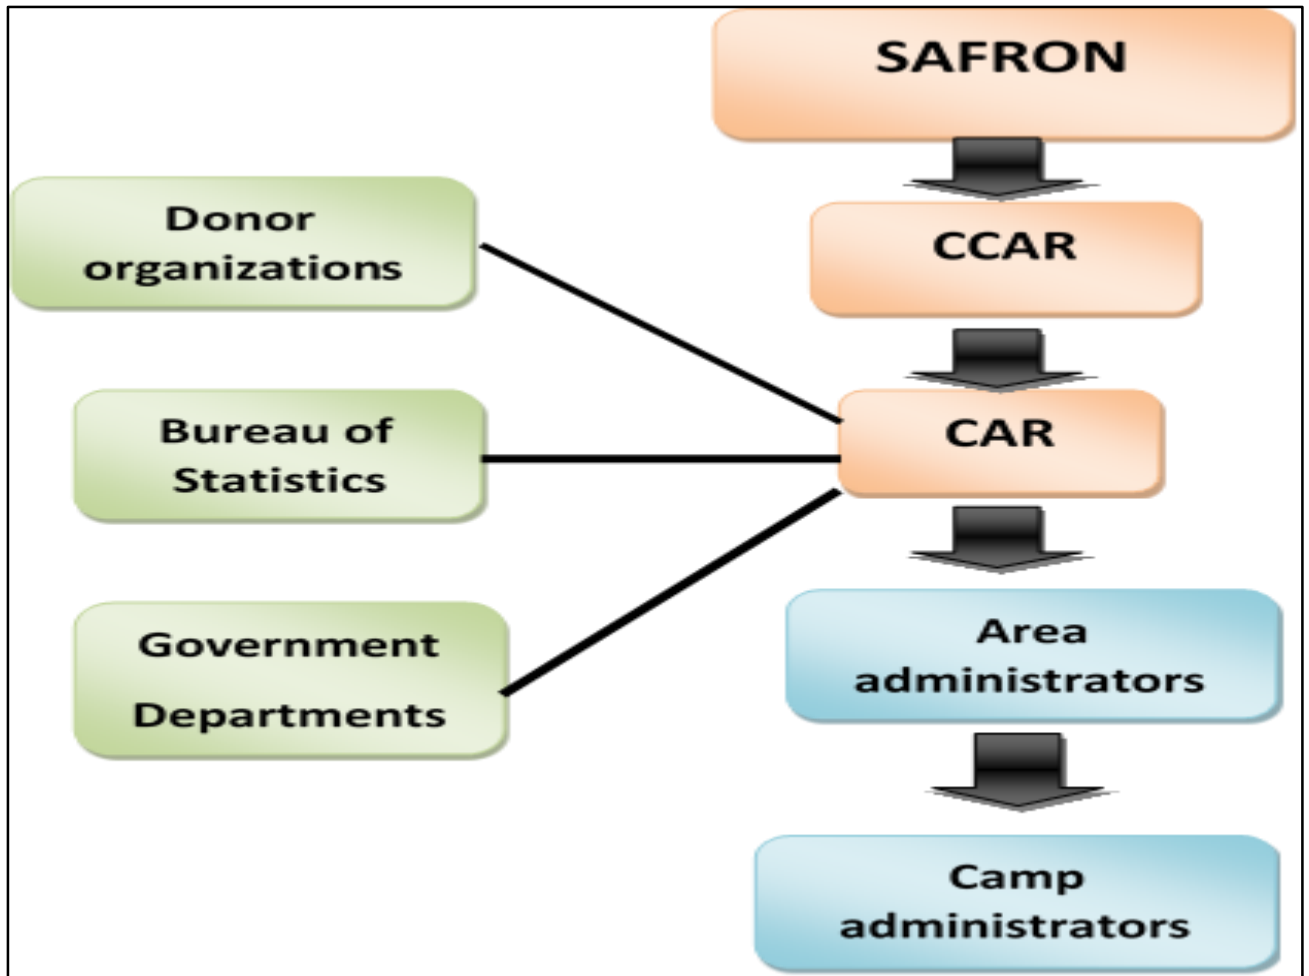 SAFRON
Donor
organizations
CCAR
Bureau of
Statistics
CAR
Government
Departments
Area
administrators
Camp
administrators